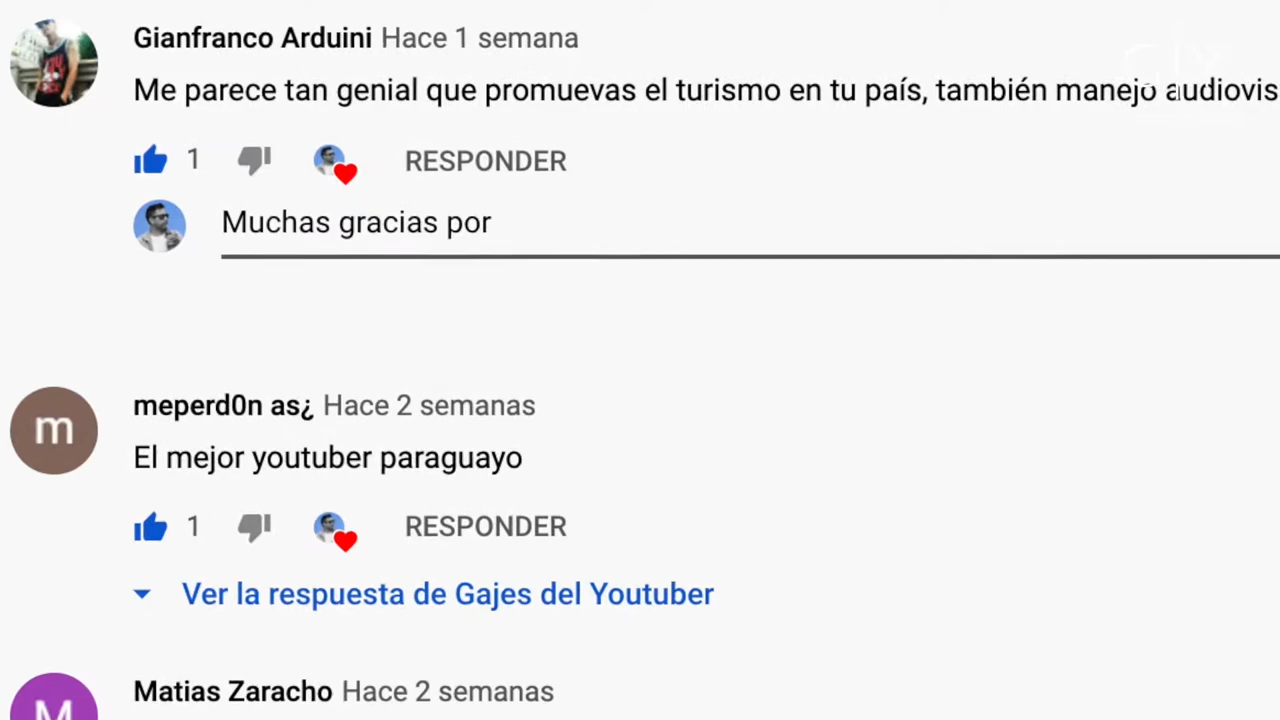 Gianfranco Arduini Hace 1 semana
Me parece tan genial que promuevas el turismo en tu país, también manejo audiovis
1 RESPONDER
Muchas gracias por
m
meperd0n as¿ Hace 2 semanas
El mejor youtuber paraguayo
1 RESPONDER
Ver la respuesta de Gajes del Youtuber
M
Matias Zaracho Hace 2 semanas